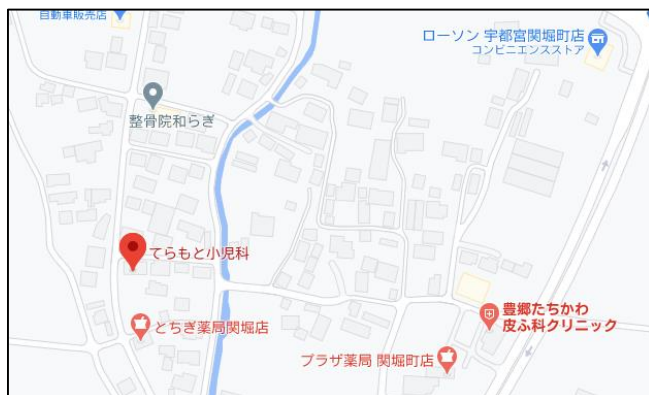 自動車販売店
ローソン 宇都宮関堀町店
コンビニエンスストア
整骨院和らぎ
てらもと小児科
とちぎ薬局関堀店
豊郷たちかわ
皮ふ科クリニック
プラザ薬局 関堀町店